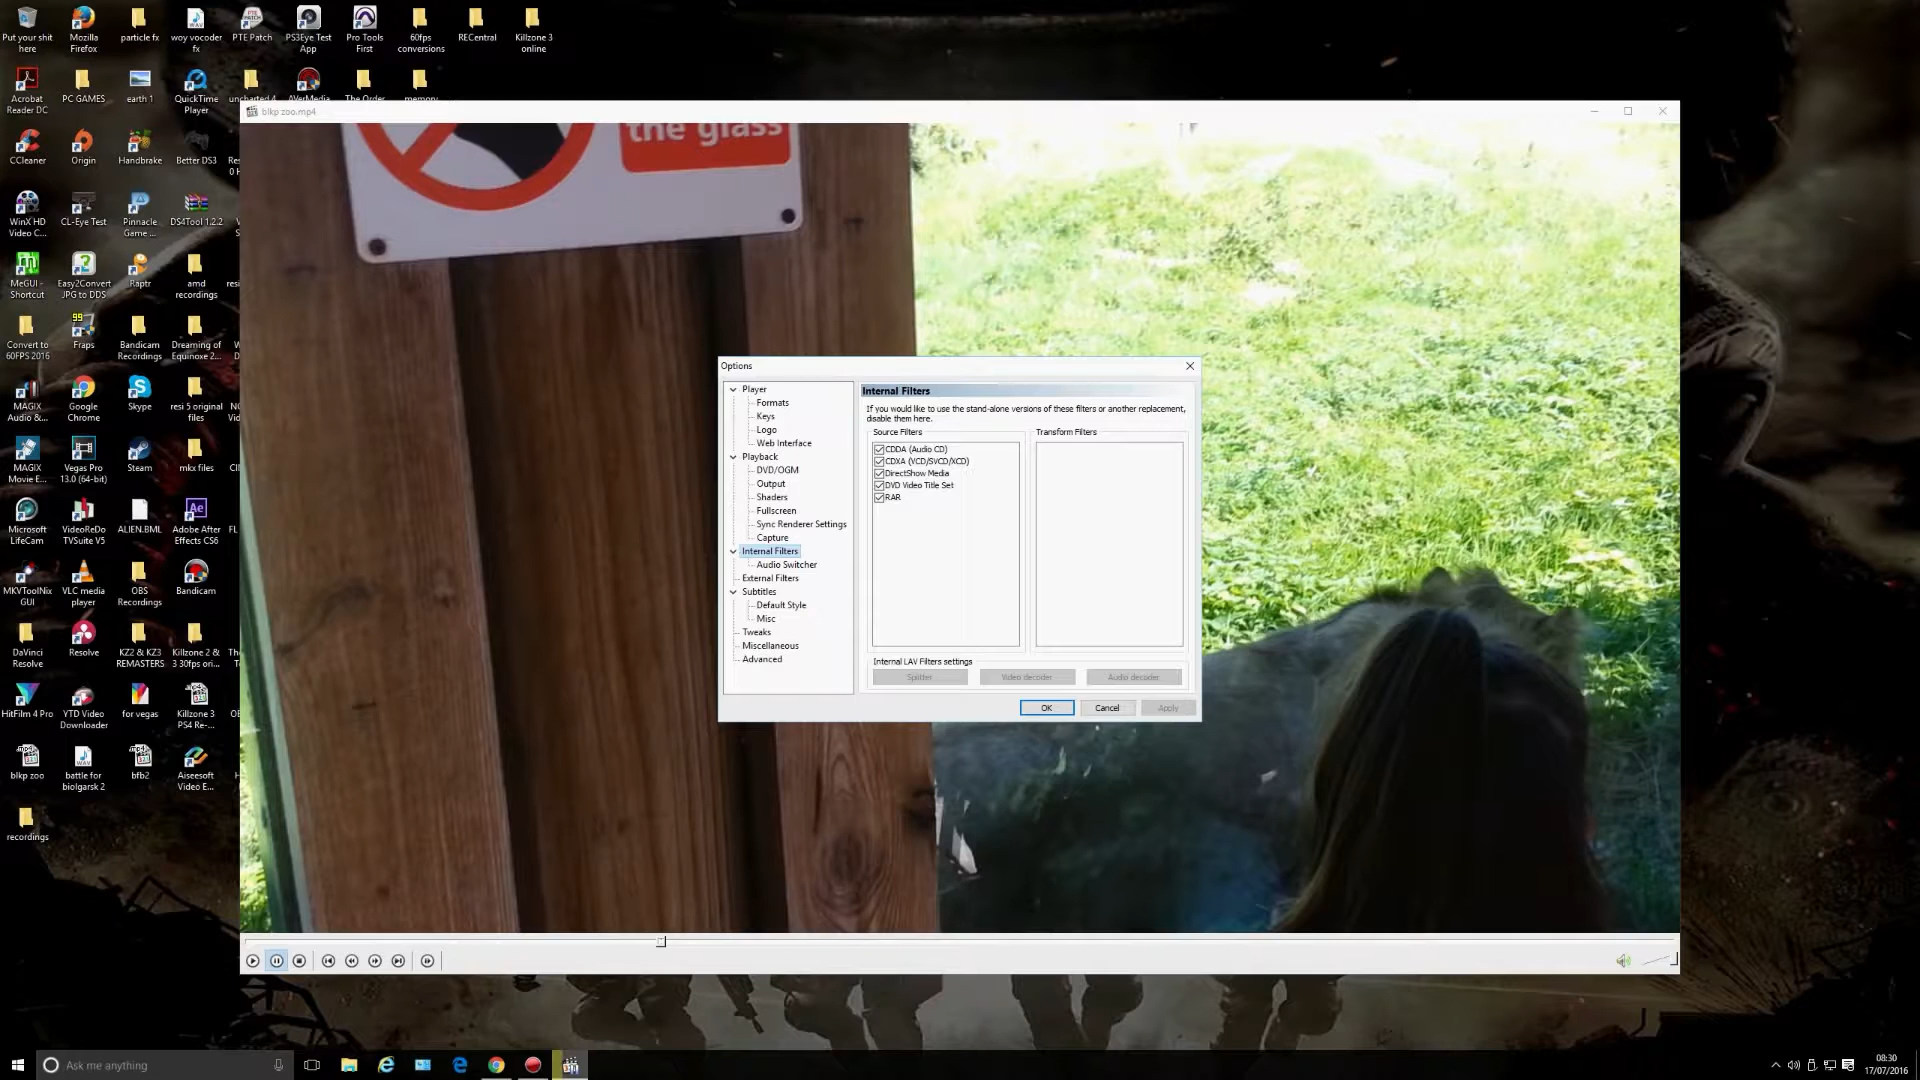 Put your shit here
Mozilla Firefox
particle fx
woy vocoder fx
PTE Patch
PS3Eye Test App
Pro Tools First
60fps conversions
RECentral
Killzone 3 online
Acrobat Reader DC
PC GAMES
earth 1
QuickTime Player
uncharted 4
AVerMedia
The Order
memory
blkp zoo.mp4
the glass
CCleaner
Origin
Handbrake
Better DS3
WinX HD Video C...
CL-Eye Test
Pinnacle Game ...
DS4Tool 1.2.2
MeGUI - Shortcut
Easy2Convert JPG to DDS
Raptr
amd recordings
resi
Convert to 60FPS 2016
99
Fraps
Bandicam Recordings
Dreaming of Equinoxe 2...
MAGIX Audio &...
Google Chrome
Skype
resi 5 original files
MAGIX Movie E...
Vegas Pro 13.0 (64-bit)
Steam
mkx files
Microsoft LifeCam
VideoReDo TVSuite V5
ALIEN.BML
Ae
Adobe After Effects CS6
FL
MKVToolNix GUI
VLC media player
OBS Recordings
Bandicam
DaVinci Resolve
Resolve
KZ2 & KZ3 REMASTERS
Killzone 2 & 3 30fps ori...
HitFilm 4 Pro
YTD Video Downloader
for vegas
Killzone 3 PS4 Re-...
blkp zoo
battle for biolgarsk 2
bfb2
Aiseesoft Video E...
recordings
Options
Player
Formats
Keys
Logo
Web Interface
Playback
DVD/OGM
Output
Shaders
Fullscreen
Sync Renderer Settings
Capture
Internal Filters
Audio Switcher
External Filters
Subtitles
Default Style
Misc
Tweaks
Miscellaneous
Advanced
Internal Filters
If you would like to use the stand-alone versions of these filters or another replacement,
disable them here.
Source Filters
Transform Filters
CDDA (Audio CD)
CDXA (VCD/SVCD/XCD)
DirectShow Media
DVD Video Title Set
RAR
Internal LAV Filters settings
Splitter
Video decoder
Audio decoder
OK
Cancel
Apply
Ask me anything
08:30
17/07/2016